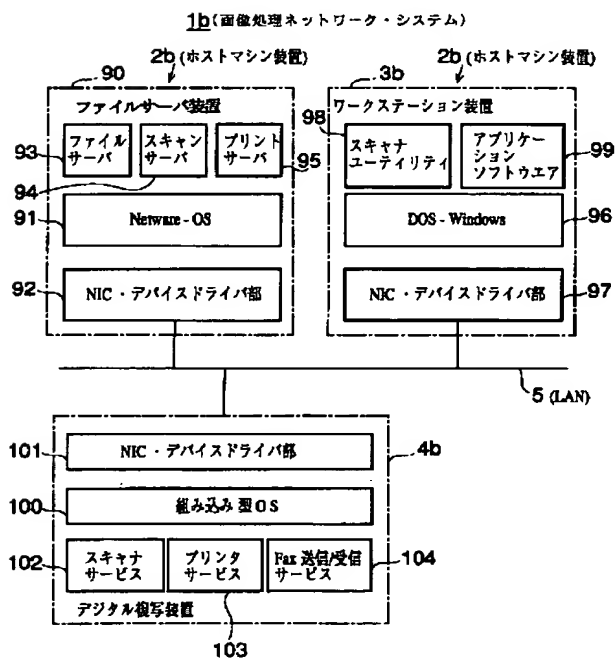 1b (画像処理ネットワーク・システム)
2b (ホストマシン装置)
2b (ホストマシン装置)
90
3b
ファイルサーバ装置
ワークステーション装置
93
ファイル
サーバ
スキャン
サーバ
プリント
サーバ
95
94
98
スキャナ
ユーティリティ
アプリケー
ション
ソフトウエア
99
91
Netware - OS
DOS - Windows
96
92
NIC・デバイスドライバ部
NIC・デバイスドライバ部
97
5 (LAN)
101
NIC・デバイスドライバ部
4b
100
組み込み型OS
102
スキャナ
サービス
プリンタ
サービス
Fax 送信/受信
サービス
104
デジタル複写装置
103